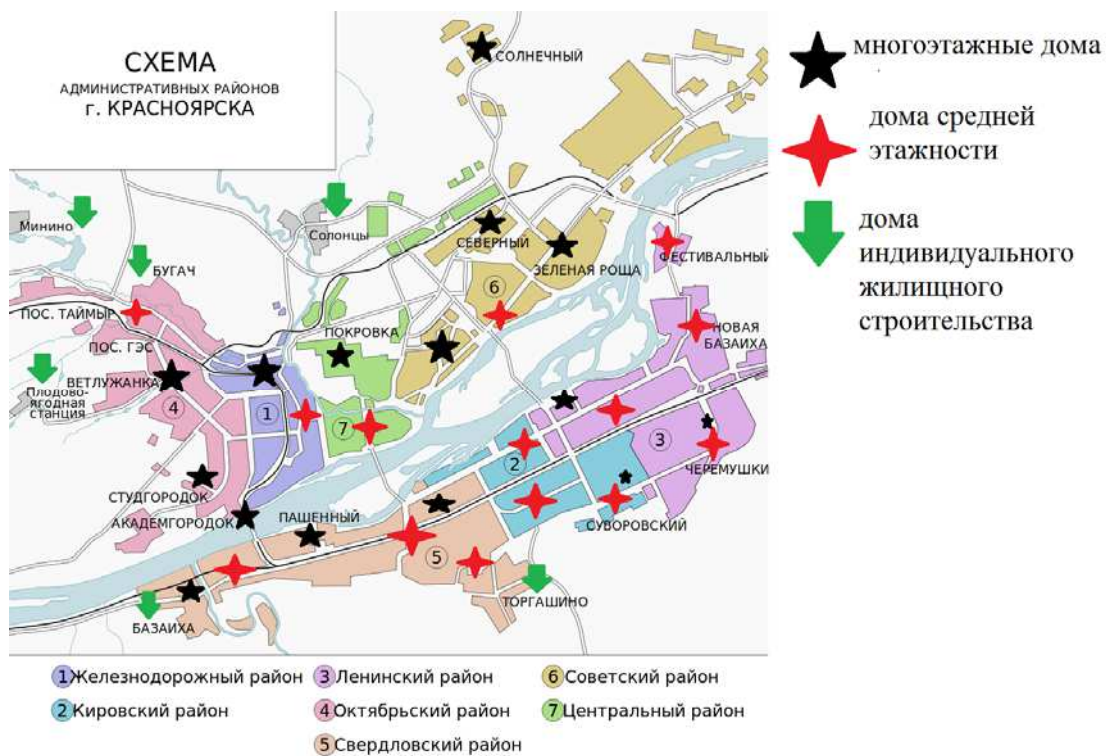 СХЕМА
АДМИНИСТРАТИВНЫХ РАЙОНОВ
г. КРАСНОЯРСКА
многоэтажные дома
дома средней
этажности
дома
индивидуального
жилищного
строительства
СОЛНЕЧНЫЙ
Минино
Солонцы
СЕВЕРНЫЙ
ЗЕЛЕНАЯ РОЩА
ФЕСТИВАЛЬНЫЙ
БУГАЧ
6
ПОС. ТАЙМЫР
ПОКРОВКА
НОВАЯ
БАЗАИХА
ПОС. ГЭС
ВЕТЛУЖАНКА
Плодово-
ягодная
станция
4
1
7
2
3
ЧЕРЕМУШКИ
СТУДГОРОДОК
АКАДЕМГОРОДОК
ПАШЕННЫЙ
СУВОРОВСКИЙ
5
ТОРГАШИНО
БАЗАИХА
1 Железнодорожный район
3 Ленинский район
6 Советский район
2 Кировский район
4 Октябрьский район
7 Центральный район
5 Свердловский район